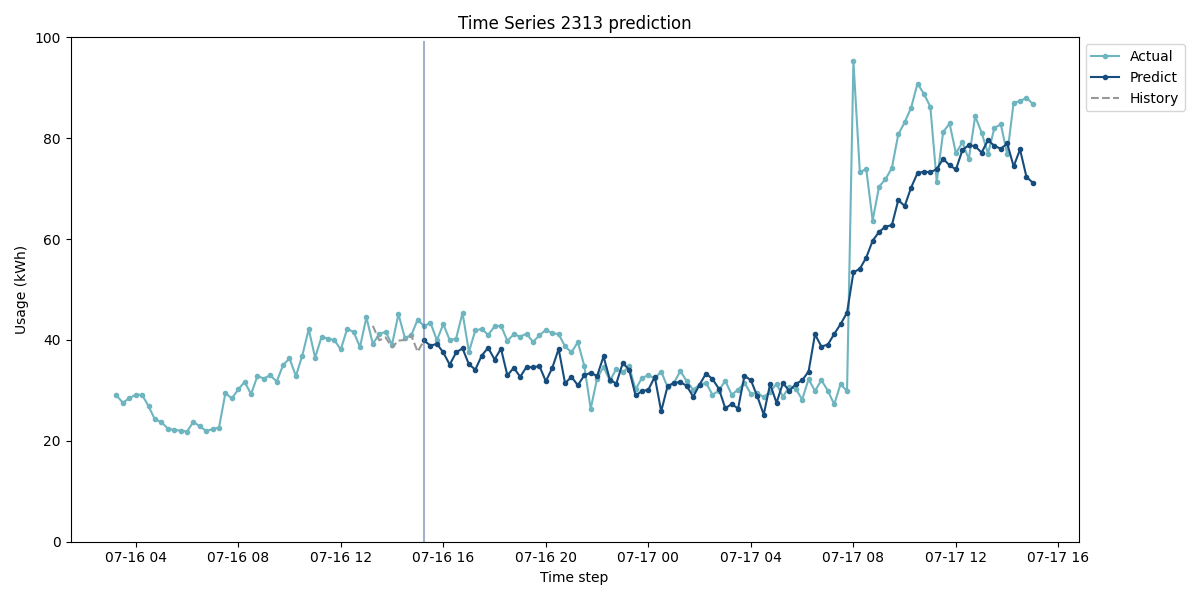 Time Series 2313 prediction
Usage (kWh)
100
80
60
40
20
0
07-16 04
07-16 08
07-16 12
07-16 16
07-16 20
07-17 00
07-17 04
07-17 08
07-17 12
07-17 16
Time step
Actual
Predict
History